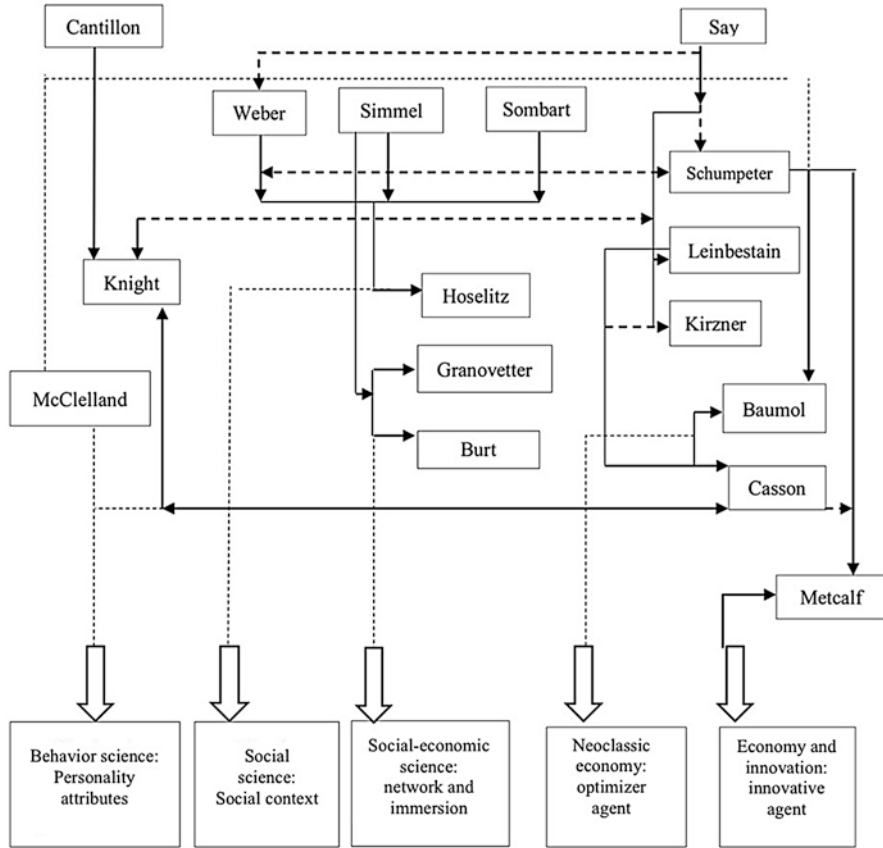 Cantillon
Say
Weber
Simmel
Sombart
Schumpeter
Knight
Leinbestain
Hoselitz
Kirzner
Granovetter
McClelland
Baumol
Burt
Casson
Metcalf
Behavior science:
Personality
attributes
Social
science:
Social context
Social-economic
science:
network and
immersion
Neoclassic
economy:
optimizer
agent
Economy and
innovation:
innovative
agent